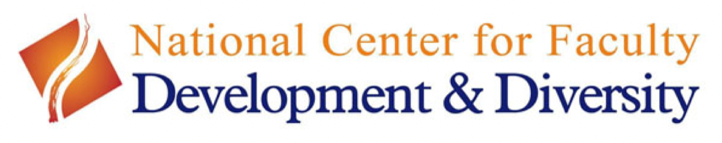 National Center for Faculty
Development & Diversity